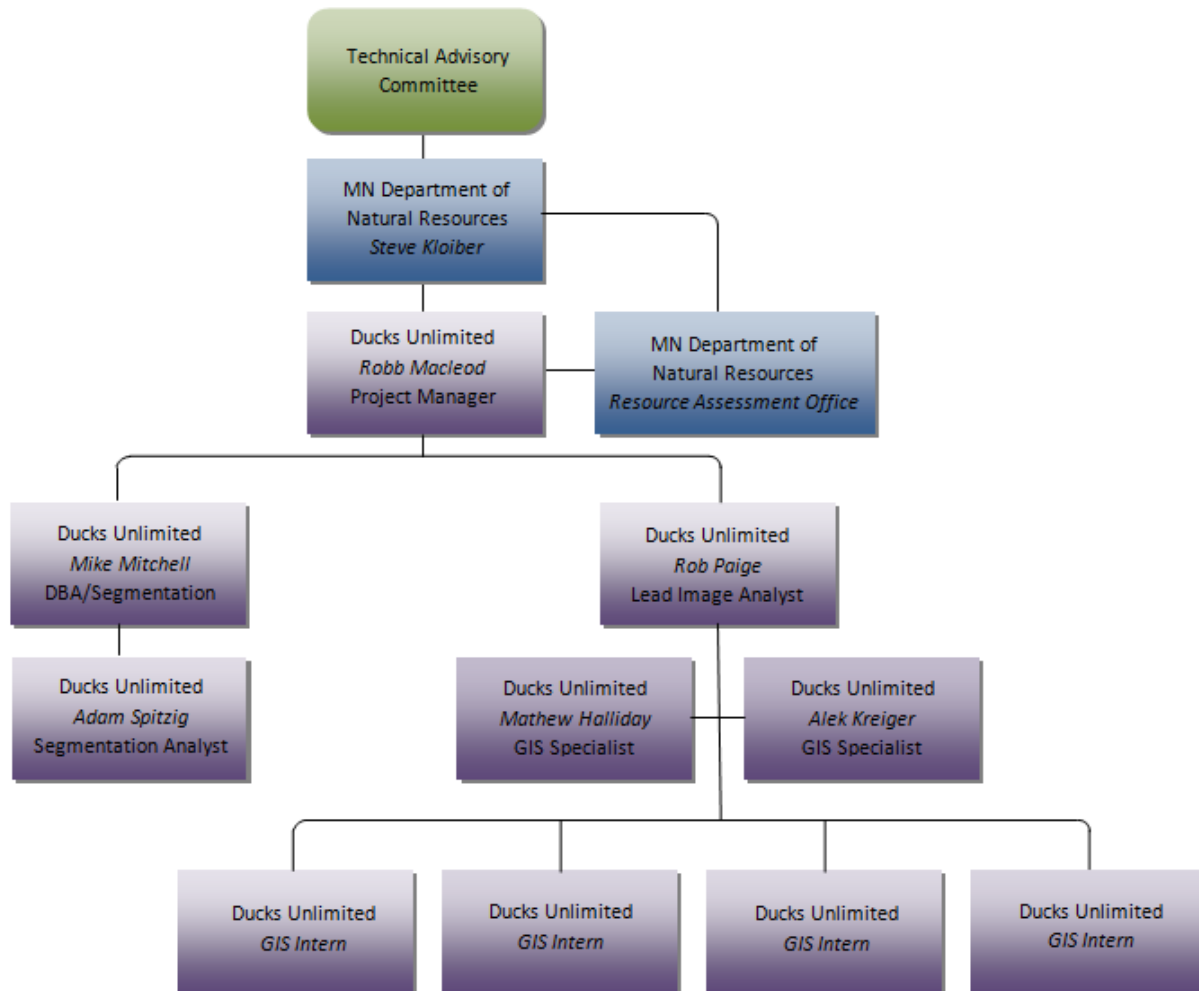 Technical Advisory
Committee
MN Department of
Natural Resources
Steve Kloiber
Ducks Unlimited
Robb Macleod
Project Manager
MN Department of
Natural Resources
Resource Assessment Office
Ducks Unlimited
Mike Mitchell
DBA/Segmentation
Ducks Unlimited
Rob Paige
Lead Image Analyst
Ducks Unlimited
Adam Spitzig
Segmentation Analyst
Ducks Unlimited
Mathew Halliday
GIS Specialist
Ducks Unlimited
Alek Kreiger
GIS Specialist
Ducks Unlimited
GIS Intern
Ducks Unlimited
GIS Intern
Ducks Unlimited
GIS Intern
Ducks Unlimited
GIS Intern